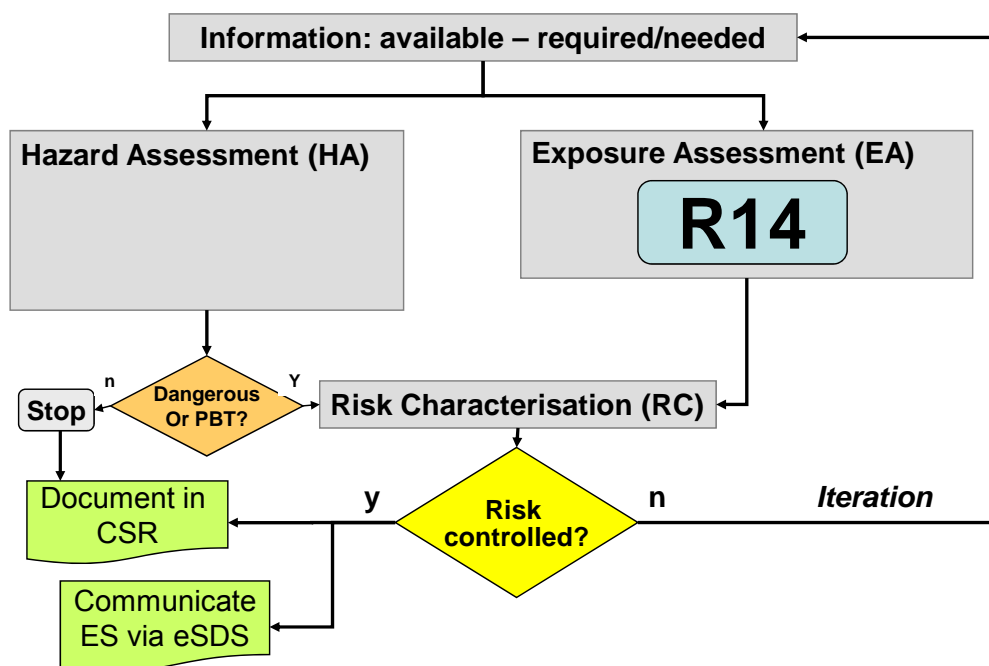 Information: available – required/needed
Hazard Assessment (HA)
Exposure Assessment (EA)
R14
n
Dangerous
Or PBT?
Y
Stop
Risk Characterisation (RC)
Document in
CSR
y
Risk
controlled?
n
Iteration
Communicate
ES via eSDS